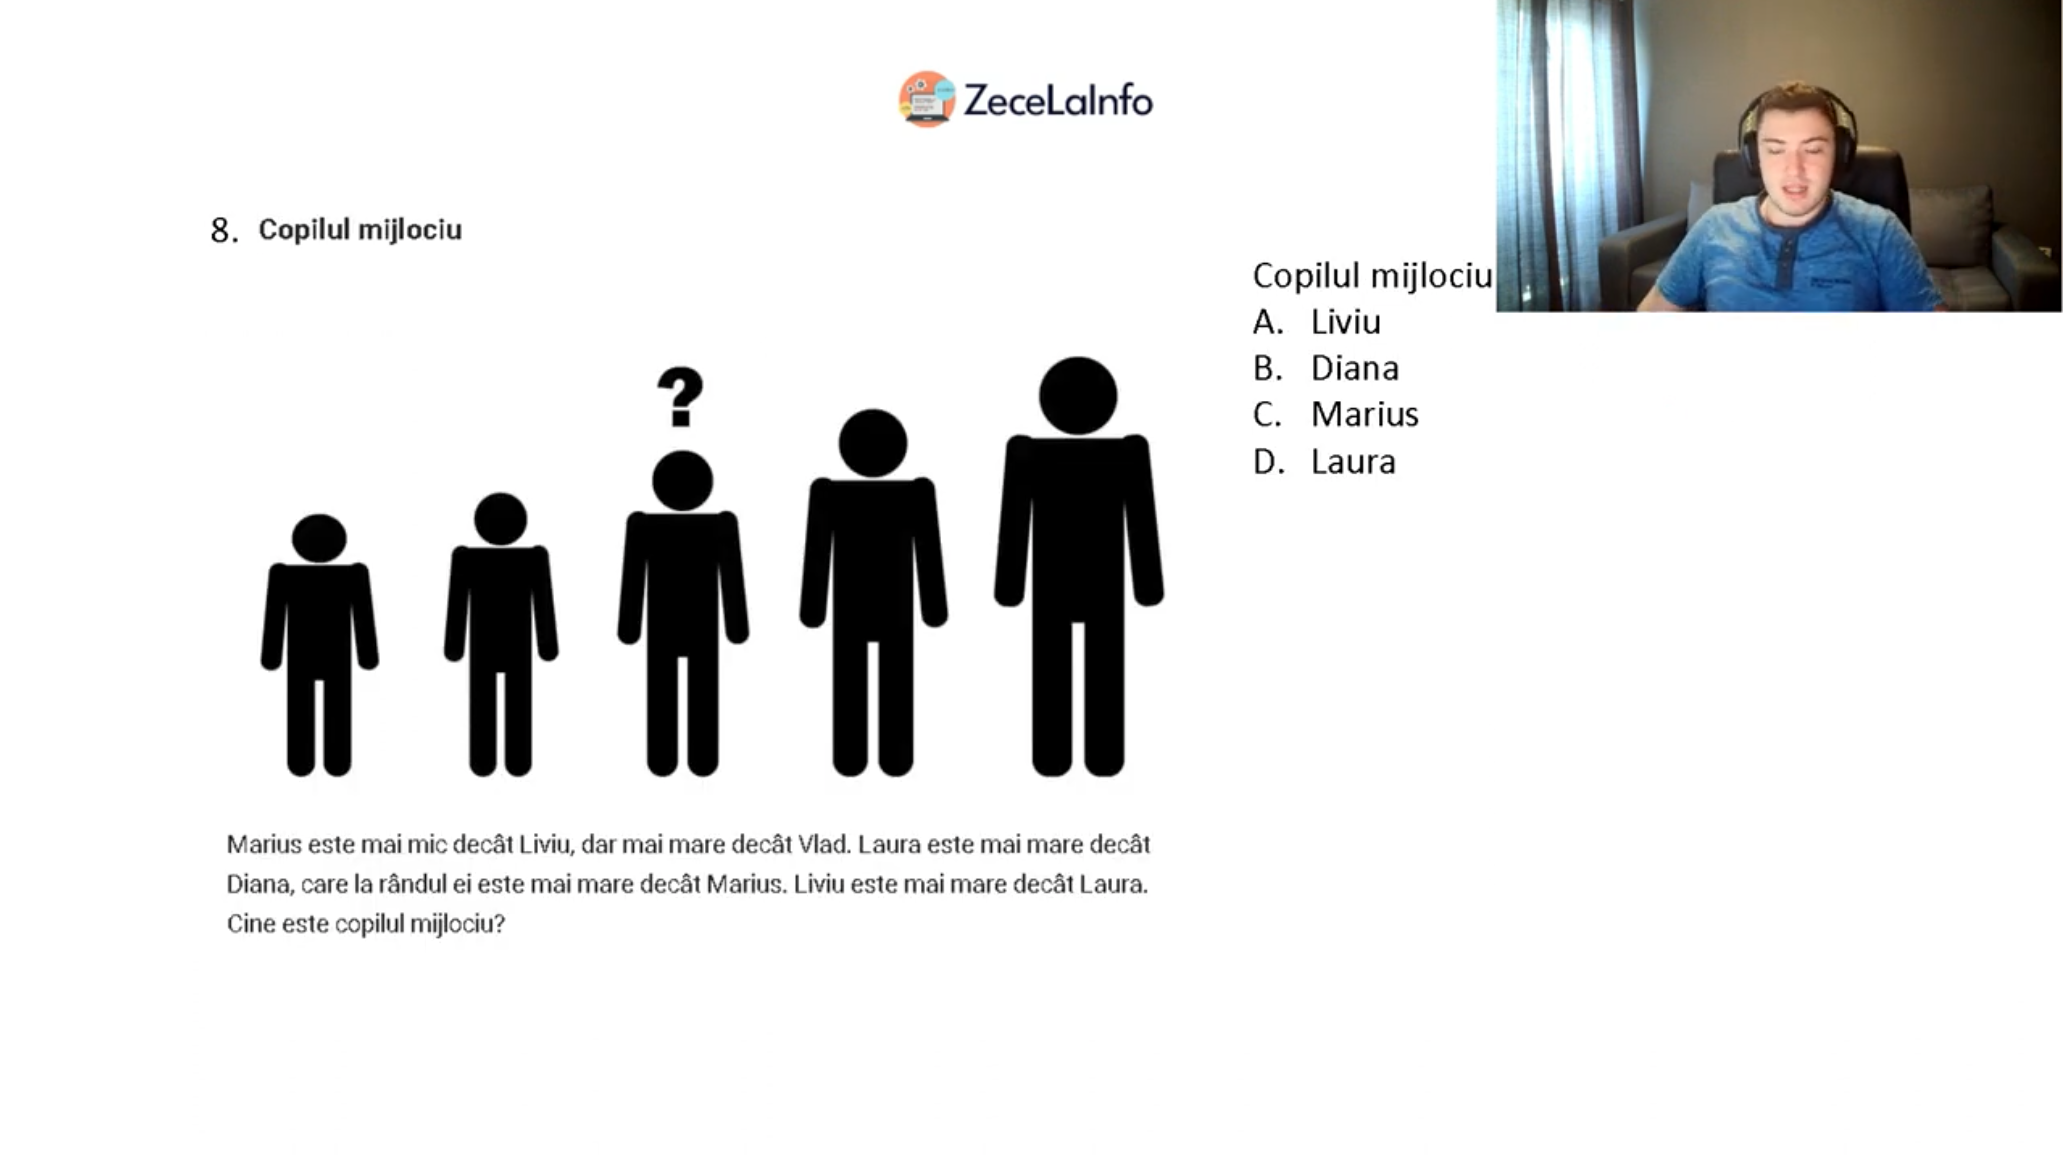 ZeceLaInfo
8. Copilul mijlociu
?
Copilul mijlociu
A. Liviu
B. Diana
C. Marius
D. Laura
Marius este mai mic decât Liviu, dar mai mare decât Vlad. Laura este mai mare decât
Diana, care la rândul ei este mai mare decât Marius. Liviu este mai mare decât Laura.
Cine este copilul mijlociu?